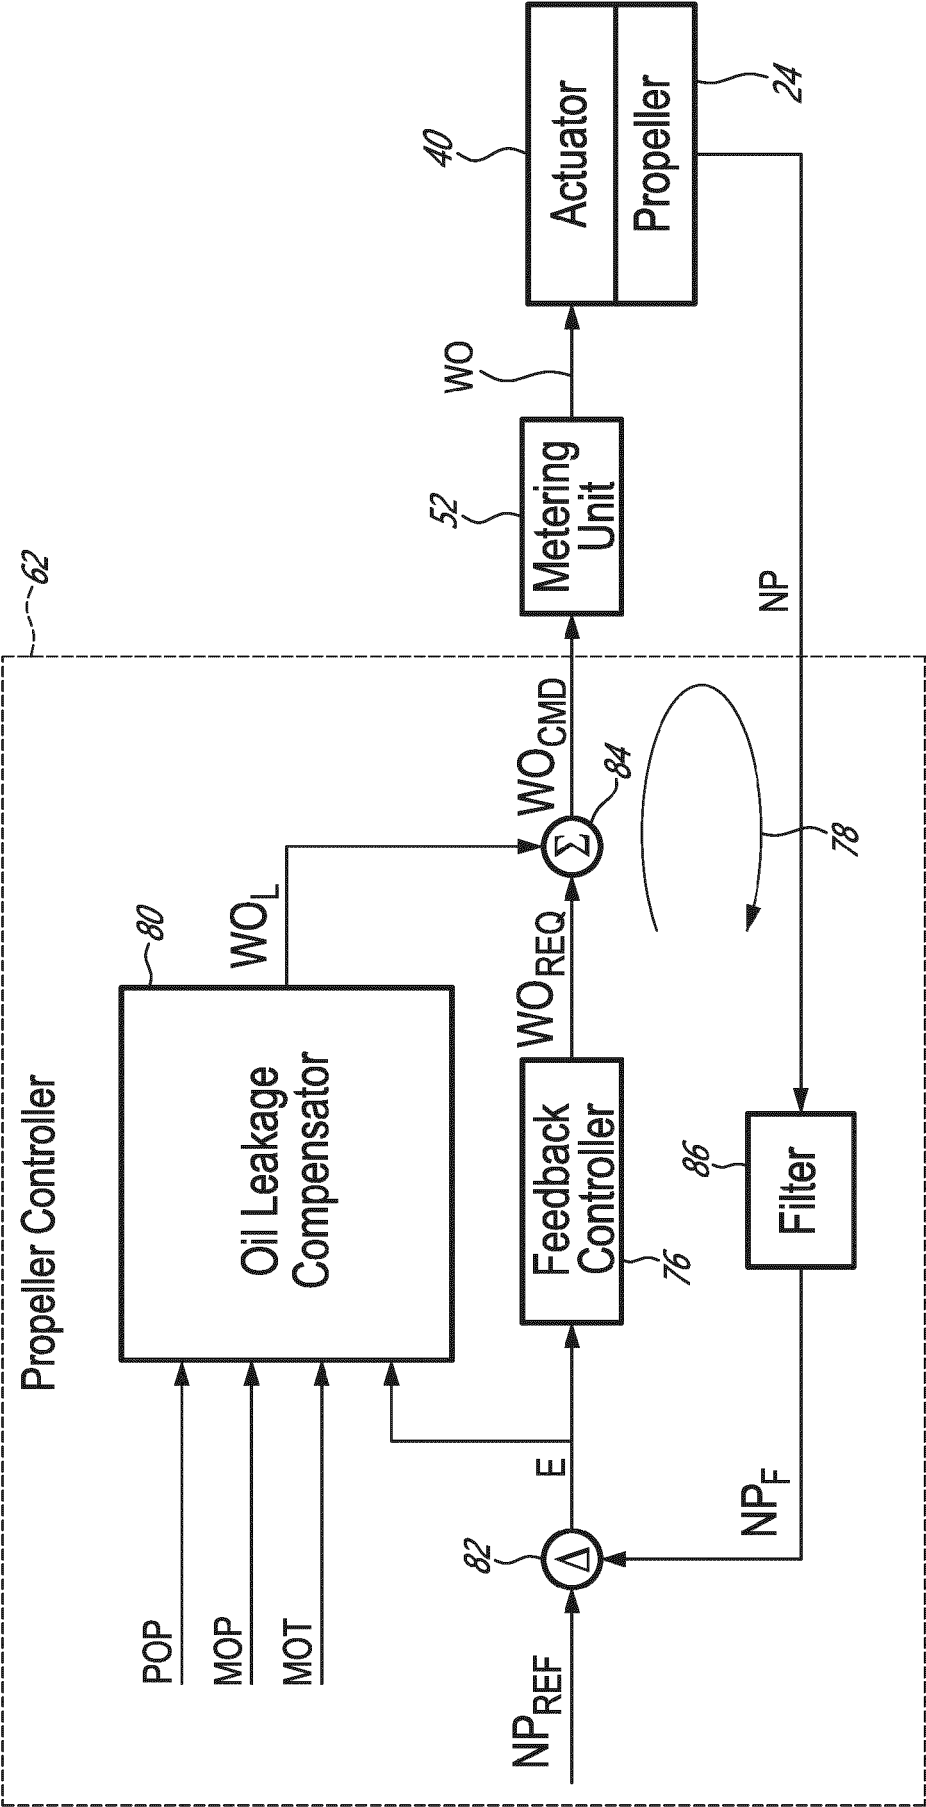 Propeller Controller
62
POP
MOP
MOT
80
Oil Leakage
Compensator
WO_L
NP_REF
82
Δ
E
Feedback
Controller
76
WO_REQ
Σ
84
WO_CMD
52
Metering
Unit
WO
40
Actuator
Propeller
24
78
NP
86
Filter
NP_F